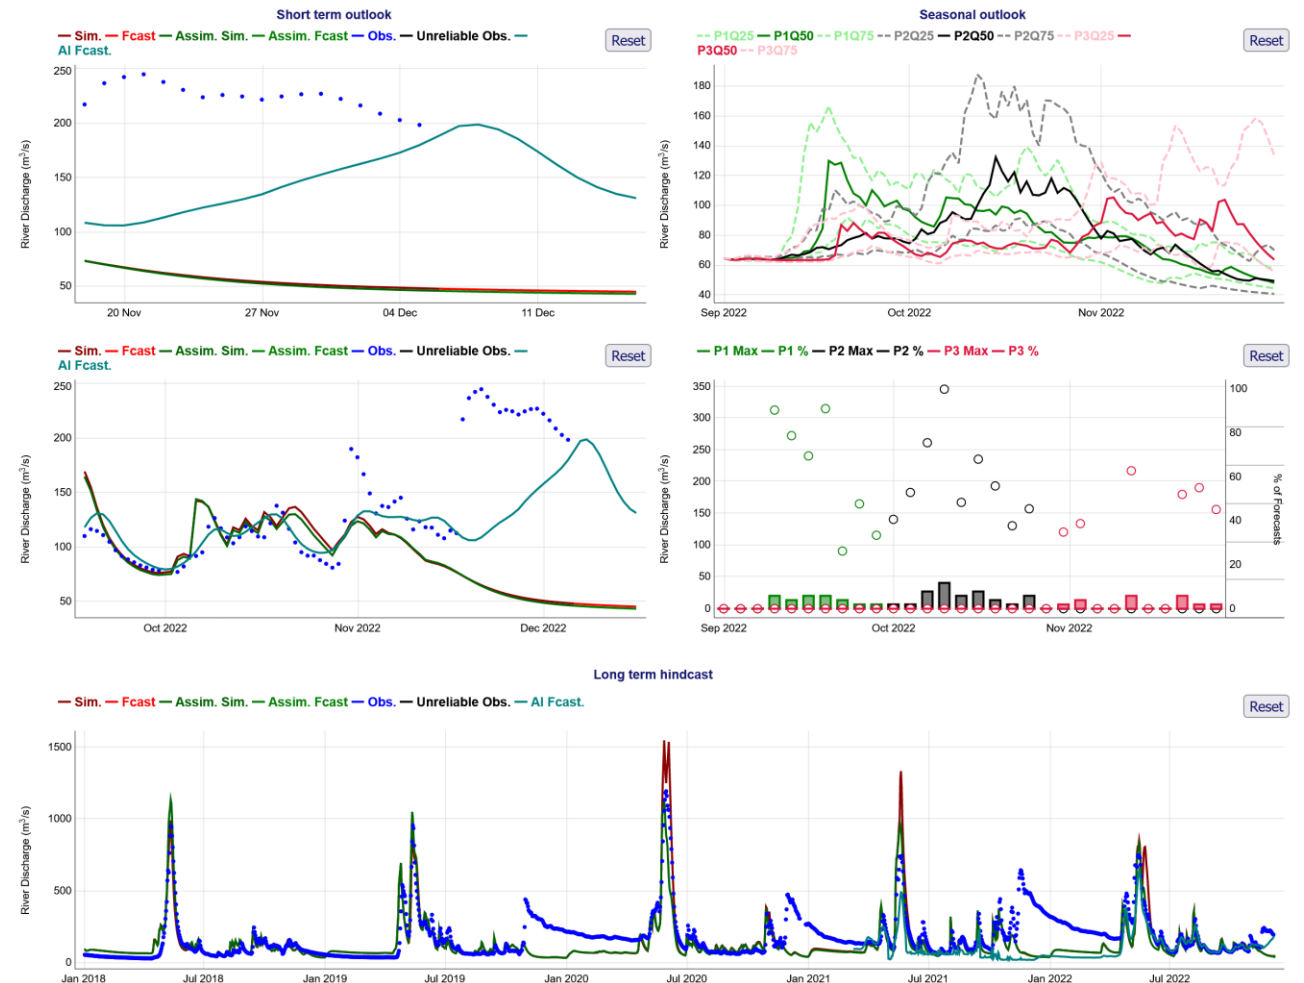 Short term outlook
Sim. Fcast Assim. Sim. Assim. Fcast Obs. Unreliable Obs.
AI Fcast.
Reset
250
200
150
100
50
River Discharge (m³/s)
20 Nov 27 Nov 04 Dec 11 Dec
Seasonal outlook
P1Q25 P1Q50 P1Q75 P2Q25 P2Q50 P2Q75 P3Q25
P3Q50 P3Q75
Reset
180
160
140
120
100
80
60
40
River Discharge (m³/s)
Sep 2022 Oct 2022 Nov 2022
Sim. Fcast Assim. Sim. Assim. Fcast Obs. Unreliable Obs.
AI Fcast.
Reset
250
200
150
100
50
River Discharge (m³/s)
Oct 2022 Nov 2022 Dec 2022
P1 Max P1 % P2 Max P2 % P3 Max P3 %
Reset
350
300
250
200
150
100
50
0
River Discharge (m³/s)
100
80
60
40
20
0
% of Forecasts
Sep 2022 Oct 2022 Nov 2022
Long term hindcast
Sim. Fcast Assim. Sim. Assim. Fcast Obs. Unreliable Obs. AI Fcast.
Reset
1500
1000
500
0
River Discharge (m³/s)
Jan 2018 Jul 2018 Jan 2019 Jul 2019 Jan 2020 Jul 2020 Jan 2021 Jul 2021 Jan 2022 Jul 2022